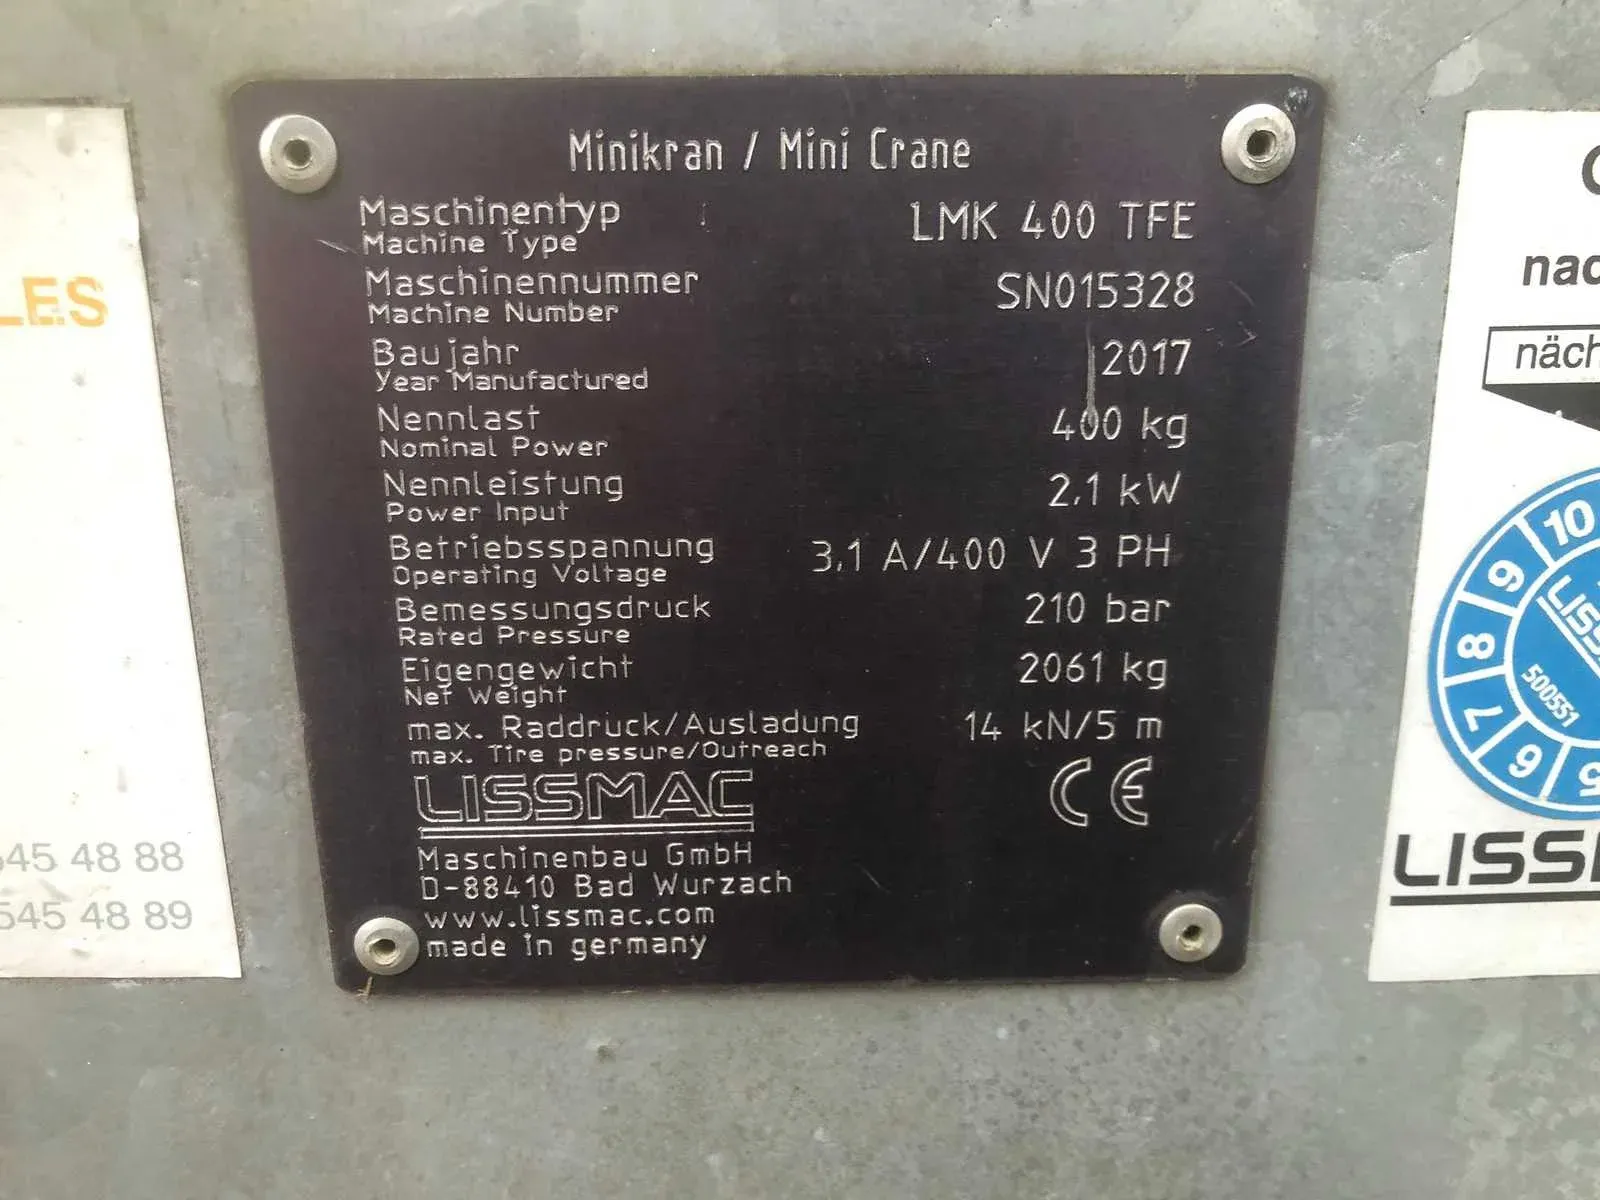 Minikran / Mini Crane
Maschinentyp LMK 400 TFE
Machine Type
Maschinennummer SN015328
Machine Number
Baujahr 2017
Year Manufactured
Nennlast 400 kg
Nominal Power
Nennleistung 2.1 kW
Power Input
Betriebsspannung 3.1 A/400 V 3 PH
Operating Voltage
Bemessungsdruck 210 bar
Rated Pressure
Eigengewicht 2061 kg
Net Weight
max. Raddruck/Ausladung 14 kN/5 m
max. Tire pressure/Outreach
LISSMAC CE
Maschinenbau GmbH
D-88410 Bad Wurzach
www.lissmac.com
made in germany
LES
545 48 88
545 48 89
nac
näch
10
9
8
7
6
5
LISS
500551
LISS